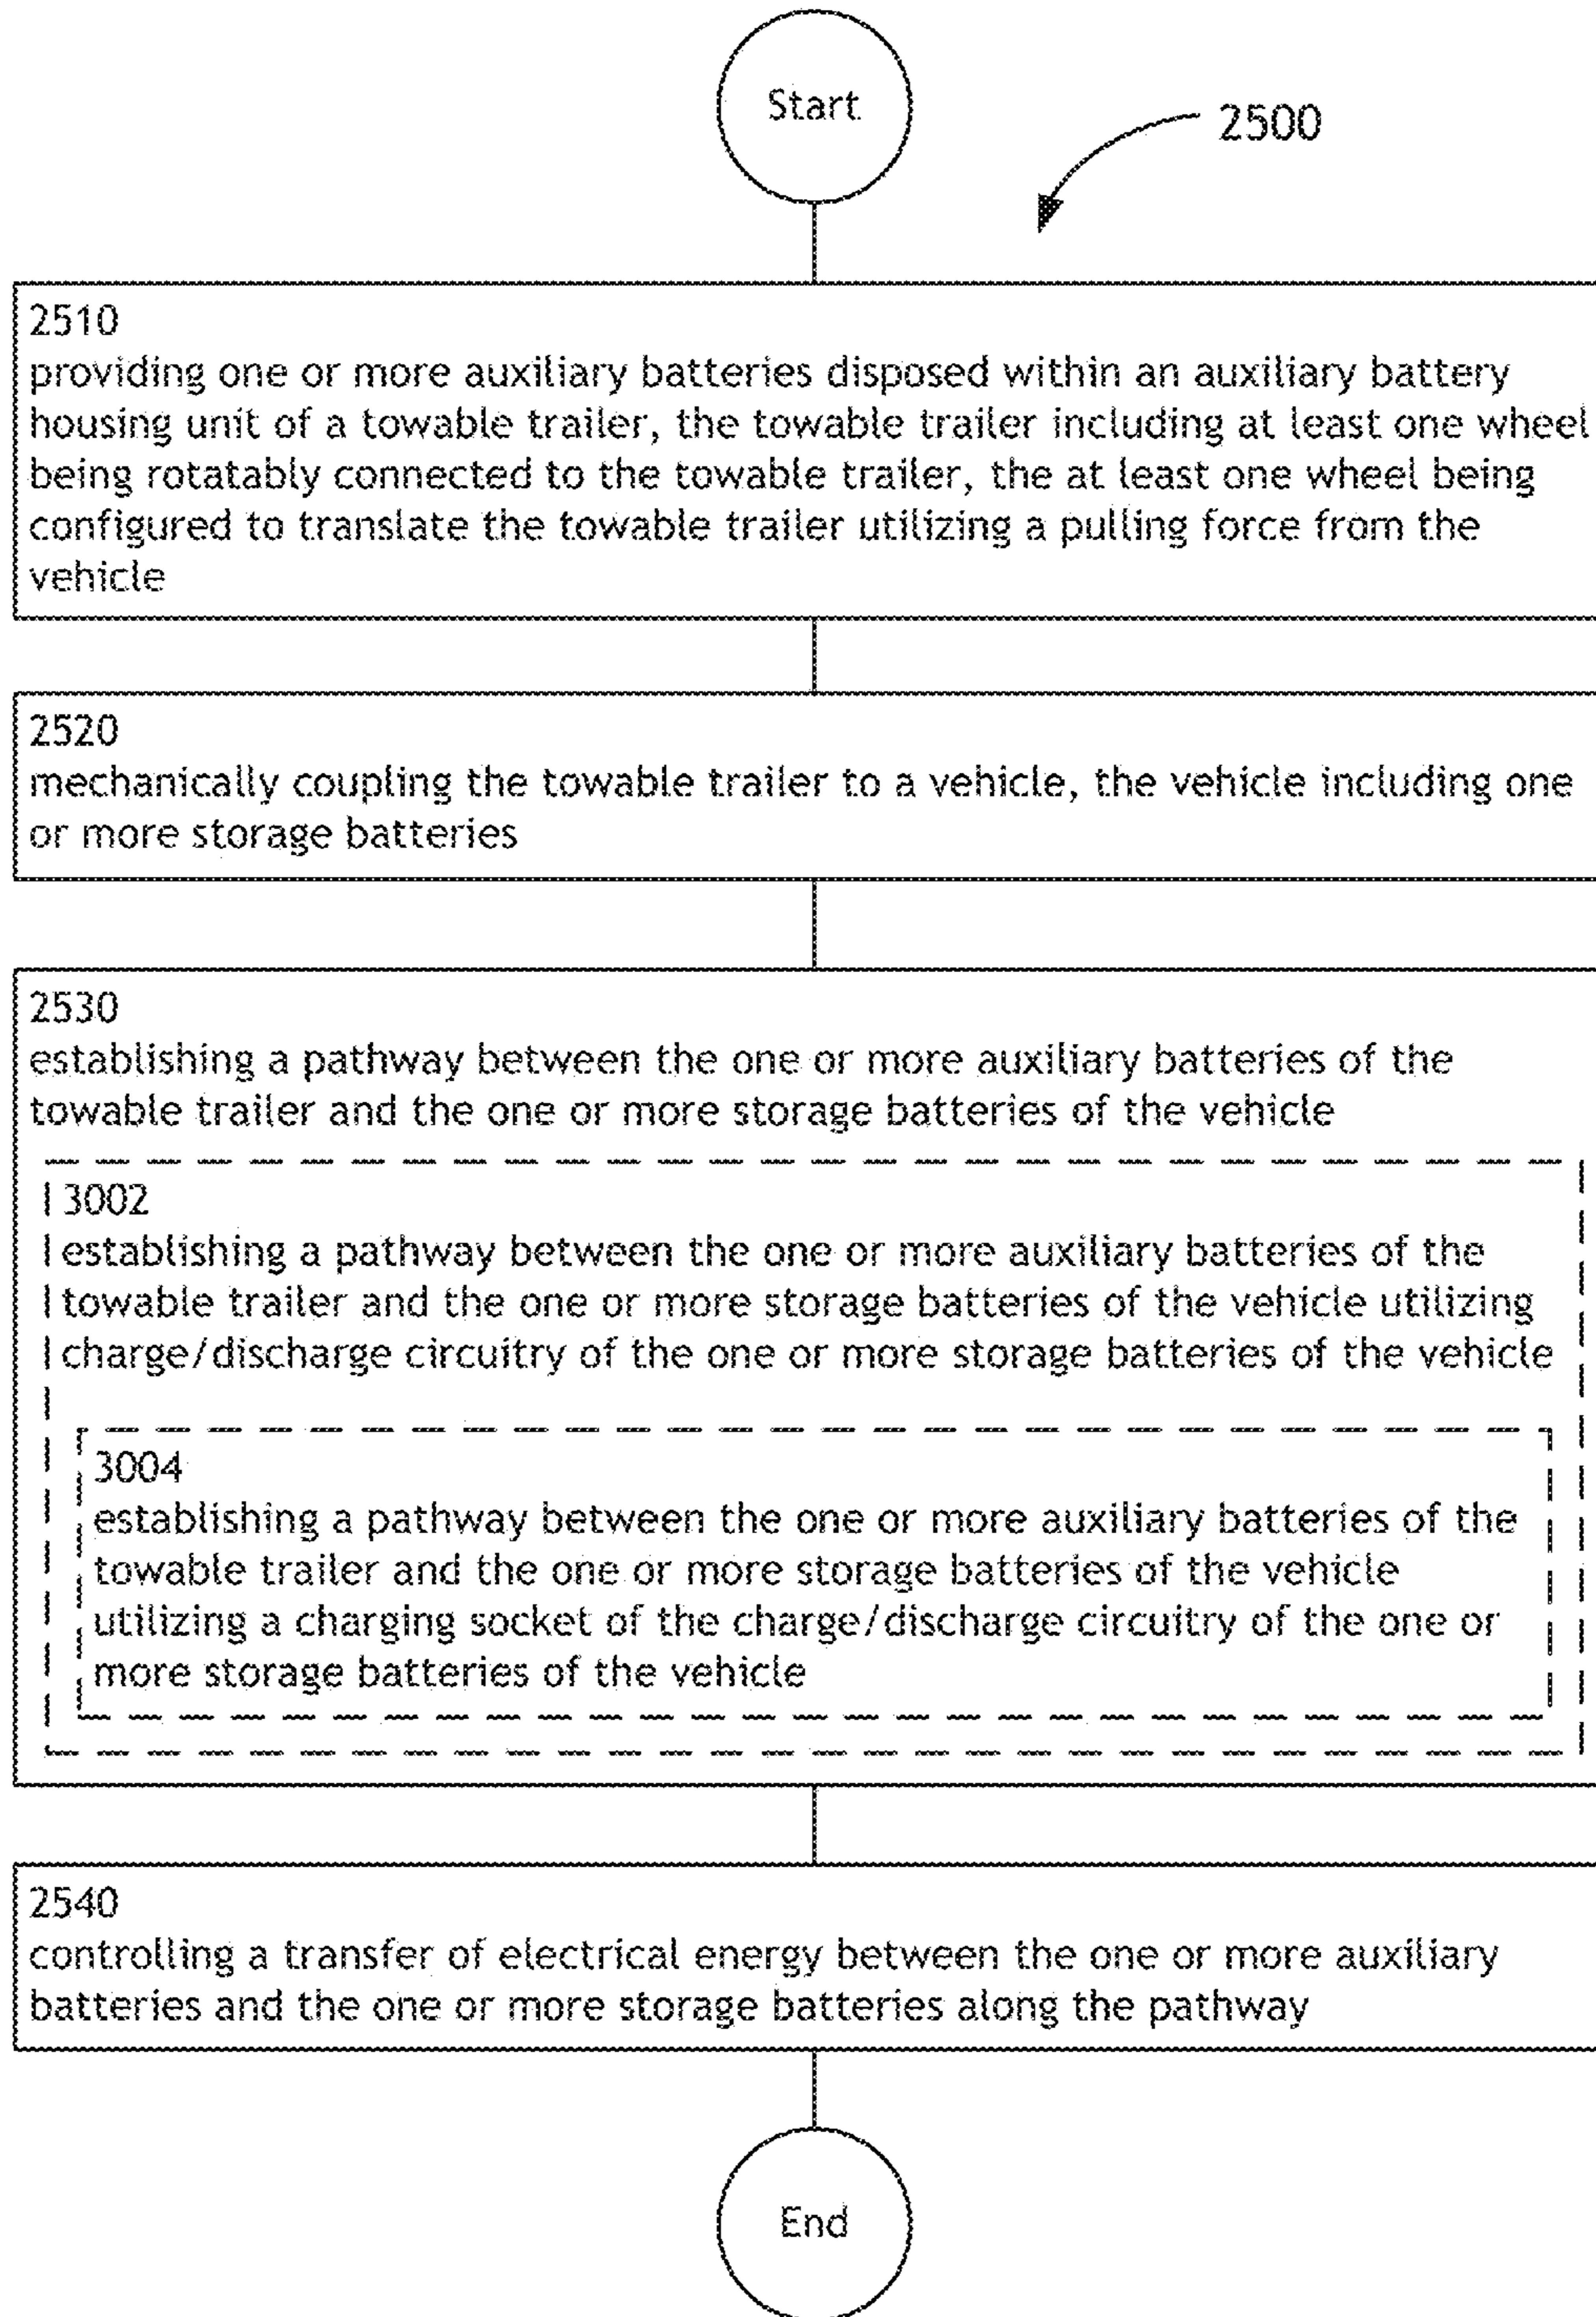 Start
2500
2510
providing one or more auxiliary batteries disposed within an auxiliary battery
housing unit of a towable trailer, the towable trailer including at least one wheel
being rotatably connected to the towable trailer, the at least one wheel being
configured to translate the towable trailer utilizing a pulling force from the
vehicle
2520
mechanically coupling the towable trailer to a vehicle, the vehicle including one
or more storage batteries
2530
establishing a pathway between the one or more auxiliary batteries of the
towable trailer and the one or more storage batteries of the vehicle
3002
establishing a pathway between the one or more auxiliary batteries of the
towable trailer and the one or more storage batteries of the vehicle utilizing
charge/discharge circuitry of the one or more storage batteries of the vehicle
3004
establishing a pathway between the one or more auxiliary batteries of the
towable trailer and the one or more storage batteries of the vehicle
utilizing a charging socket of the charge/discharge circuitry of the one or
more storage batteries of the vehicle
2540
controlling a transfer of electrical energy between the one or more auxiliary
batteries and the one or more storage batteries along the pathway
End